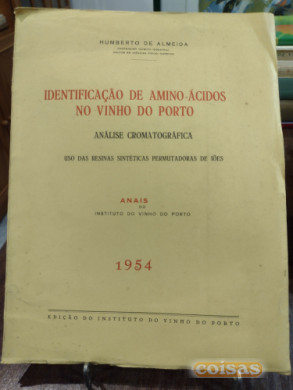 HUMBERTO DE ALMEIDA
IDENTIFICAÇÃO DE AMINO-ÁCIDOS
NO VINHO DO PORTO
ANÁLISE CROMATOGRÁFICA
USO DAS RESINAS SINTÉTICAS PERMUTADORAS DE IÕES
ANAIS
DO
INSTITUTO DO VINHO DO PORTO
1954
EDIÇÃO DO INSTITUTO DO VINHO DO PORTO
coisas